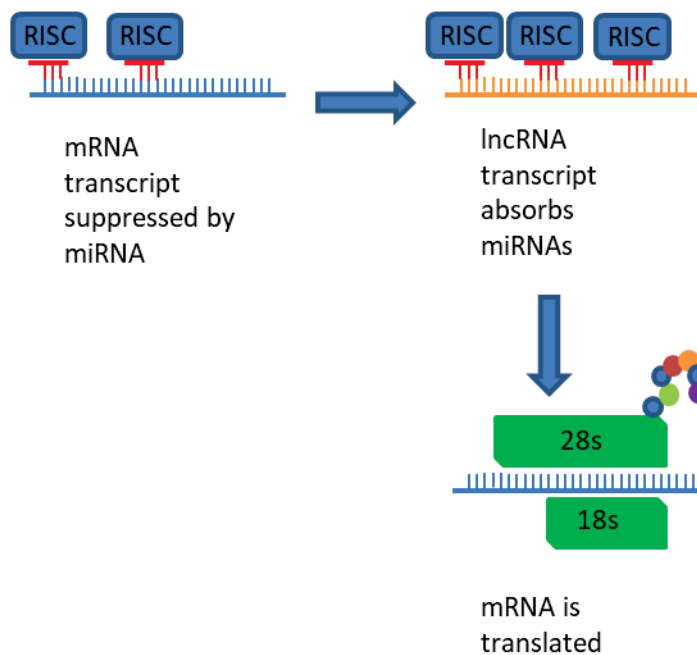 RISC RISC
mRNA
transcript
suppressed by
miRNA
RISC RISC RISC
lncRNA
transcript
absorbs
miRNAs
28s
18s
mRNA is
translated